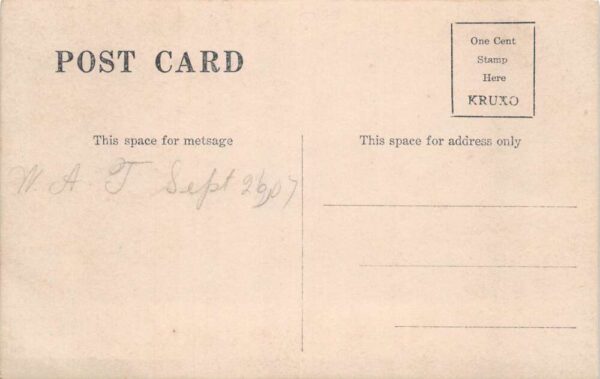 POST CARD
One Cent
Stamp
Here
KRUXO
This space for metsage
This space for address only
W. A. T Sept 26, 07